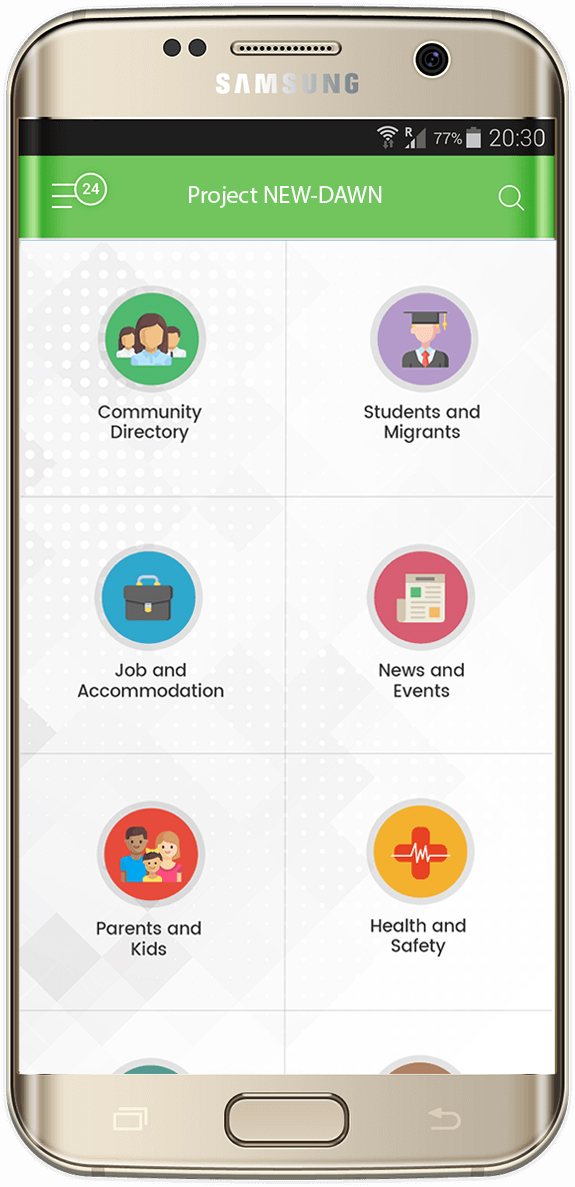 SAMSUNG
R 77% 20:30
24
Project NEW-DAWN
Community
Directory
Students and
Migrants
Job and
Accommodation
News and
Events
Parents and
Kids
Health and
Safety